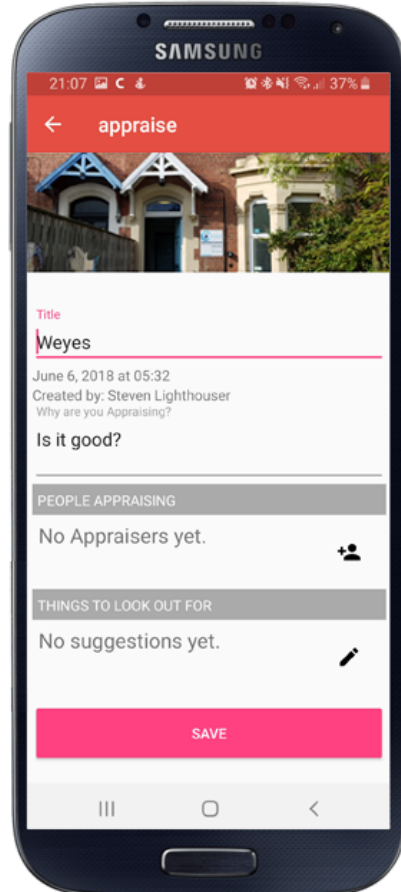 SAMSUNG
21:07 37%
appraise
Title
Weyes
June 6, 2018 at 05:32
Created by: Steven Lighthouser
Why are you Appraising?
Is it good?
PEOPLE APPRAISING
No Appraisers yet.
THINGS TO LOOK OUT FOR
No suggestions yet.
SAVE